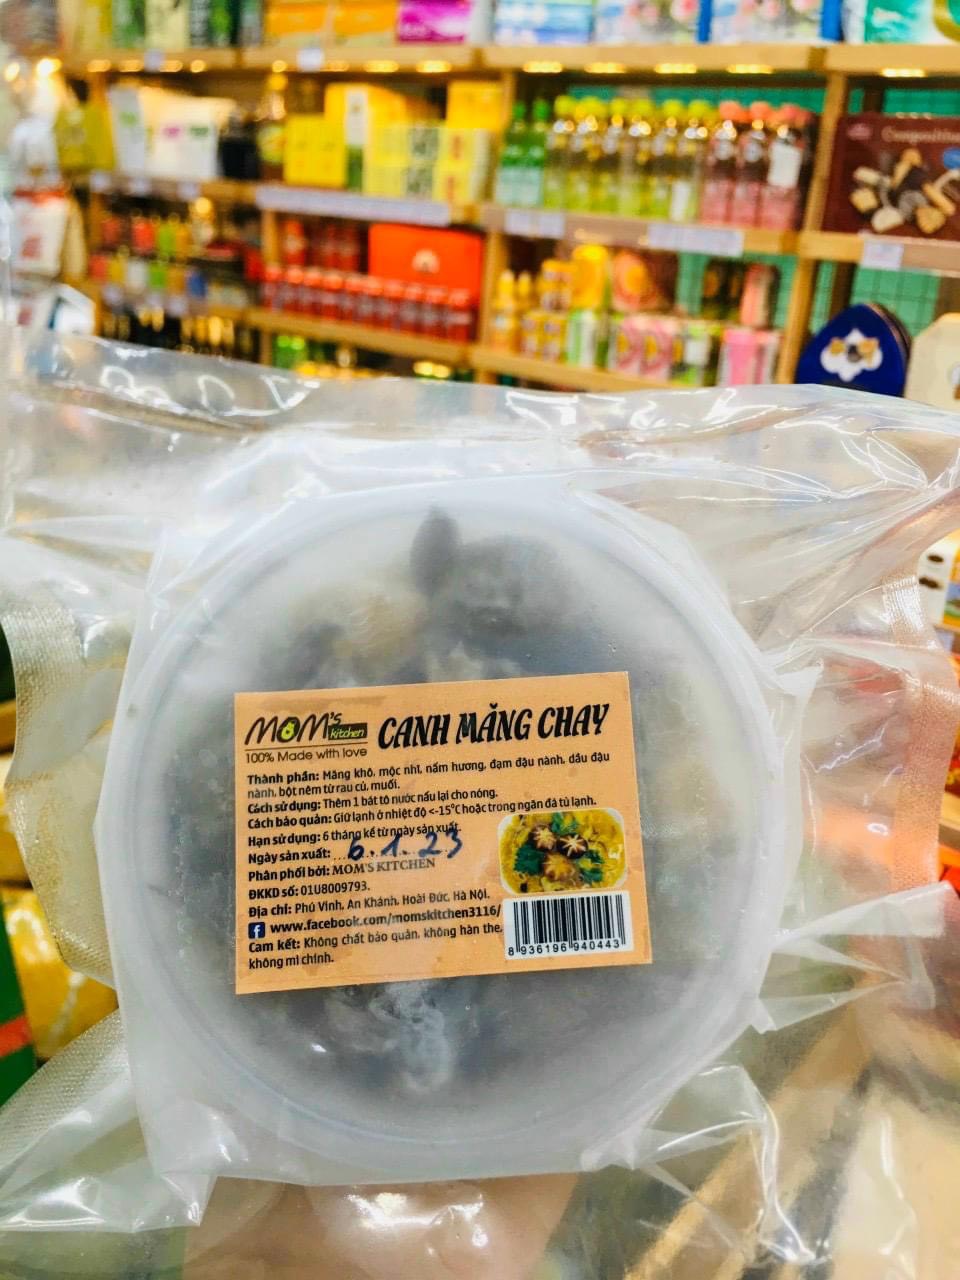 MOM's kitchen
100% Made with love
CANH MĂNG CHAY
Thành phần: Măng khô, mộc nhĩ, nấm hương, đạm đậu nành, dầu đậu
nành, bột nêm từ rau củ, muối.
Cách sử dụng: Thêm 1 bát tô nước nấu lại cho nóng.
Cách bảo quản: Giữ lạnh ở nhiệt độ <-15°C hoặc trong ngăn đá tủ lạnh.
Hạn sử dụng: 6 tháng kể từ ngày sản xuất.
Ngày sản xuất: 6.1.23
Phân phối bởi: MOM'S KITCHEN
ĐKKD số: 01U8009793.
Địa chỉ: Phú Vinh, An Khánh, Hoài Đức, Hà Nội.
www.facebook.com/momskitchen3116/
Cam kết: Không chất bảo quản, không hàn the,
không mì chính.
8 936196 940443